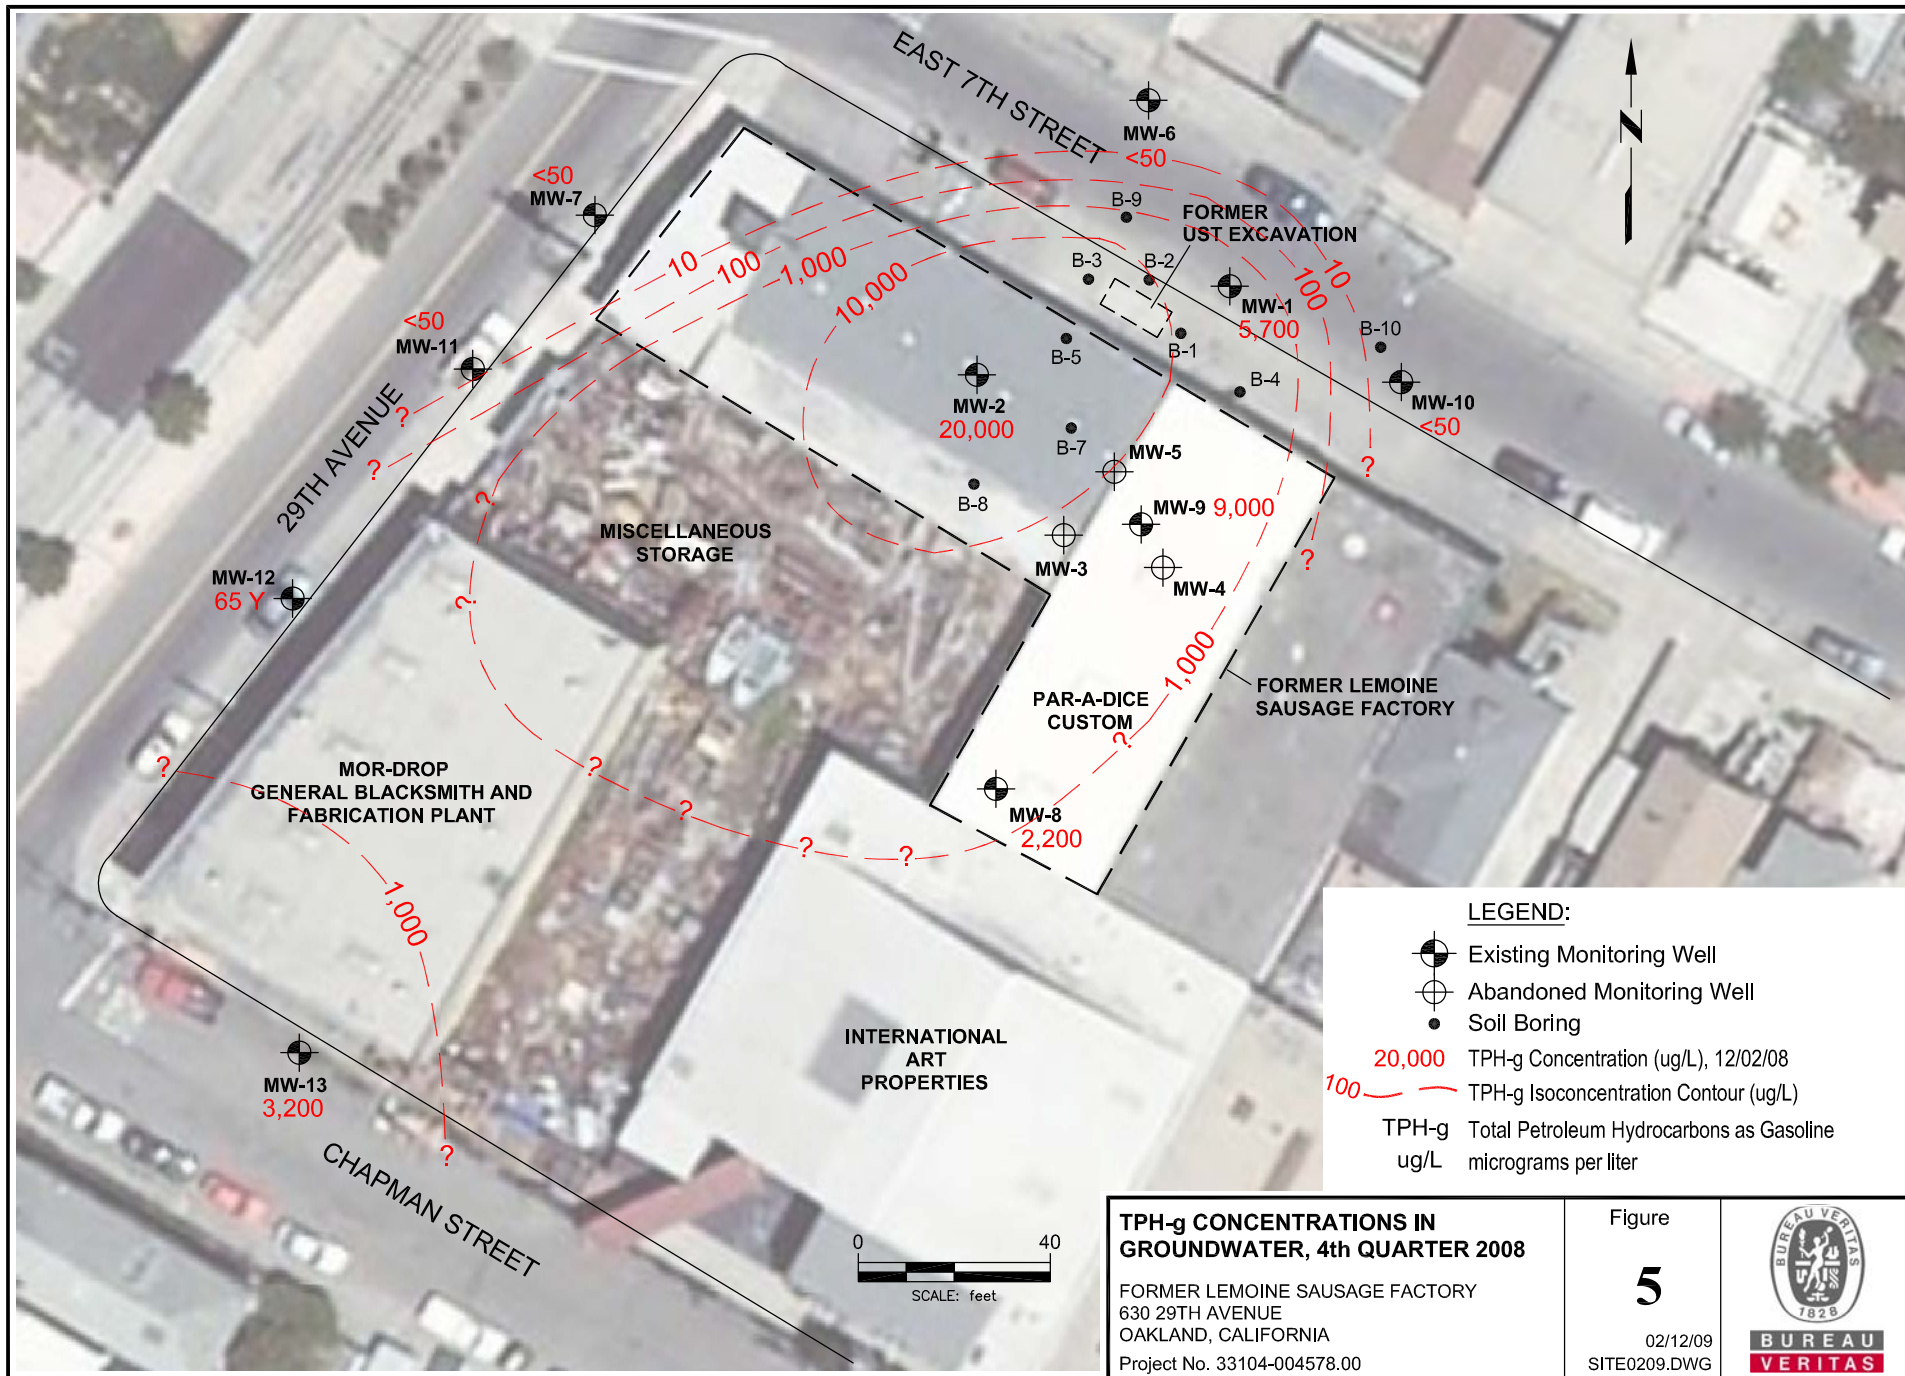 EAST 7TH STREET
N
MW-6
<50
<50
MW-7
B-9
FORMER
UST EXCAVATION
10
100
1,000
10,000
B-3
B-2
10
100
MW-1
5,700
B-1
B-10
<50
MW-11
B-5
B-4
MW-10
<50
?
?
?
?
29TH AVENUE
MW-2
20,000
B-7
MW-5
B-8
MW-9 9,000
?
?
MISCELLANEOUS
STORAGE
MW-3
MW-4
MW-12
65 Y
1,000
PAR-A-DICE
CUSTOM
FORMER LEMOINE
SAUSAGE FACTORY
?
?
?
?
?
?
?
MOR-DROP
GENERAL BLACKSMITH AND
FABRICATION PLANT
MW-8
2,200
1,000
INTERNATIONAL
ART
PROPERTIES
MW-13
3,200
?
CHAPMAN STREET
0 40
SCALE: feet
LEGEND:
Existing Monitoring Well
Abandoned Monitoring Well
Soil Boring
20,000 TPH-g Concentration (ug/L), 12/02/08
100 TPH-g Isoconcentration Contour (ug/L)
TPH-g Total Petroleum Hydrocarbons as Gasoline
ug/L micrograms per liter
TPH-g CONCENTRATIONS IN
GROUNDWATER, 4th QUARTER 2008
FORMER LEMOINE SAUSAGE FACTORY
630 29TH AVENUE
OAKLAND, CALIFORNIA
Project No. 33104-004578.00
Figure
5
02/12/09
SITE0209.DWG
BUREAU VERITAS
1828
BUREAU
VERITAS